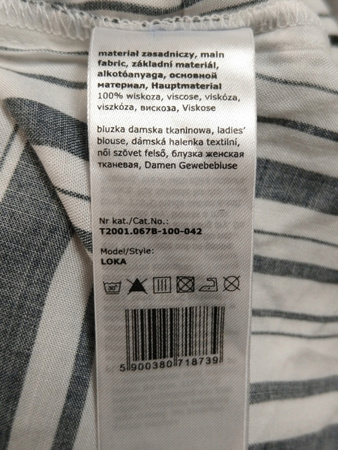 materiał zasadniczy, main
fabric, základní materiál,
alkotóanyaga, основной
материал, Hauptmaterial
100% wiskoza, viscose, viskóza,
viszkóza, вискоза, Viskose
bluzka damska tkaninowa, ladies'
blouse, dámská halenka textilní,
női szövet felső, блузка женская
тканевая, Damen Gewebebluse
Nr kat./Cat.No.:
T2001.067B-100-042
Model/Style:
LOKA
5 900380 718739